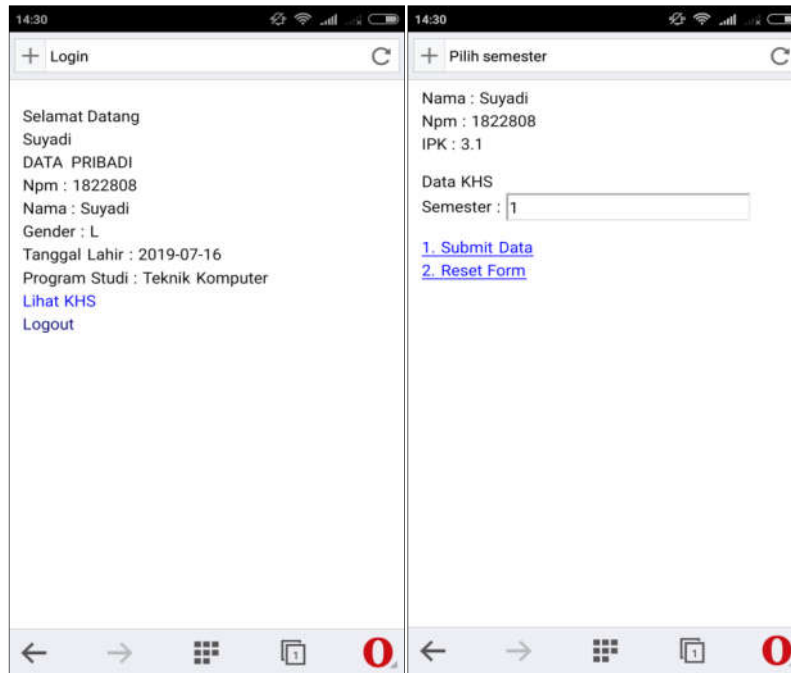 14:30
Login
Selamat Datang
Suyadi
DATA PRIBADI
Npm : 1822808
Nama : Suyadi
Gender : L
Tanggal Lahir : 2019-07-16
Program Studi : Teknik Komputer
Lihat KHS
Logout
1
14:30
Pilih semester
Nama : Suyadi
Npm : 1822808
IPK : 3.1
Data KHS
Semester : 1
1. Submit Data
2. Reset Form
1